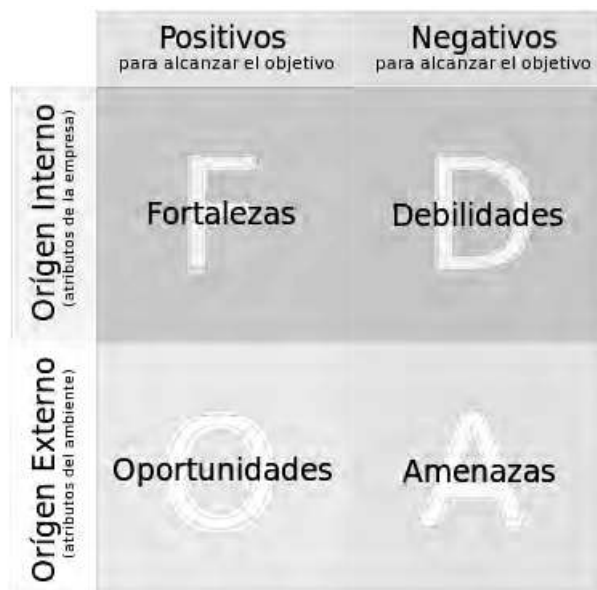 Positivos
para alcanzar el objetivo
Negativos
para alcanzar el objetivo
Orígen Interno
(atributos de la empresa)
F
Fortalezas
D
Debilidades
Orígen Externo
(atributos del ambiente)
O
Oportunidades
A
Amenazas